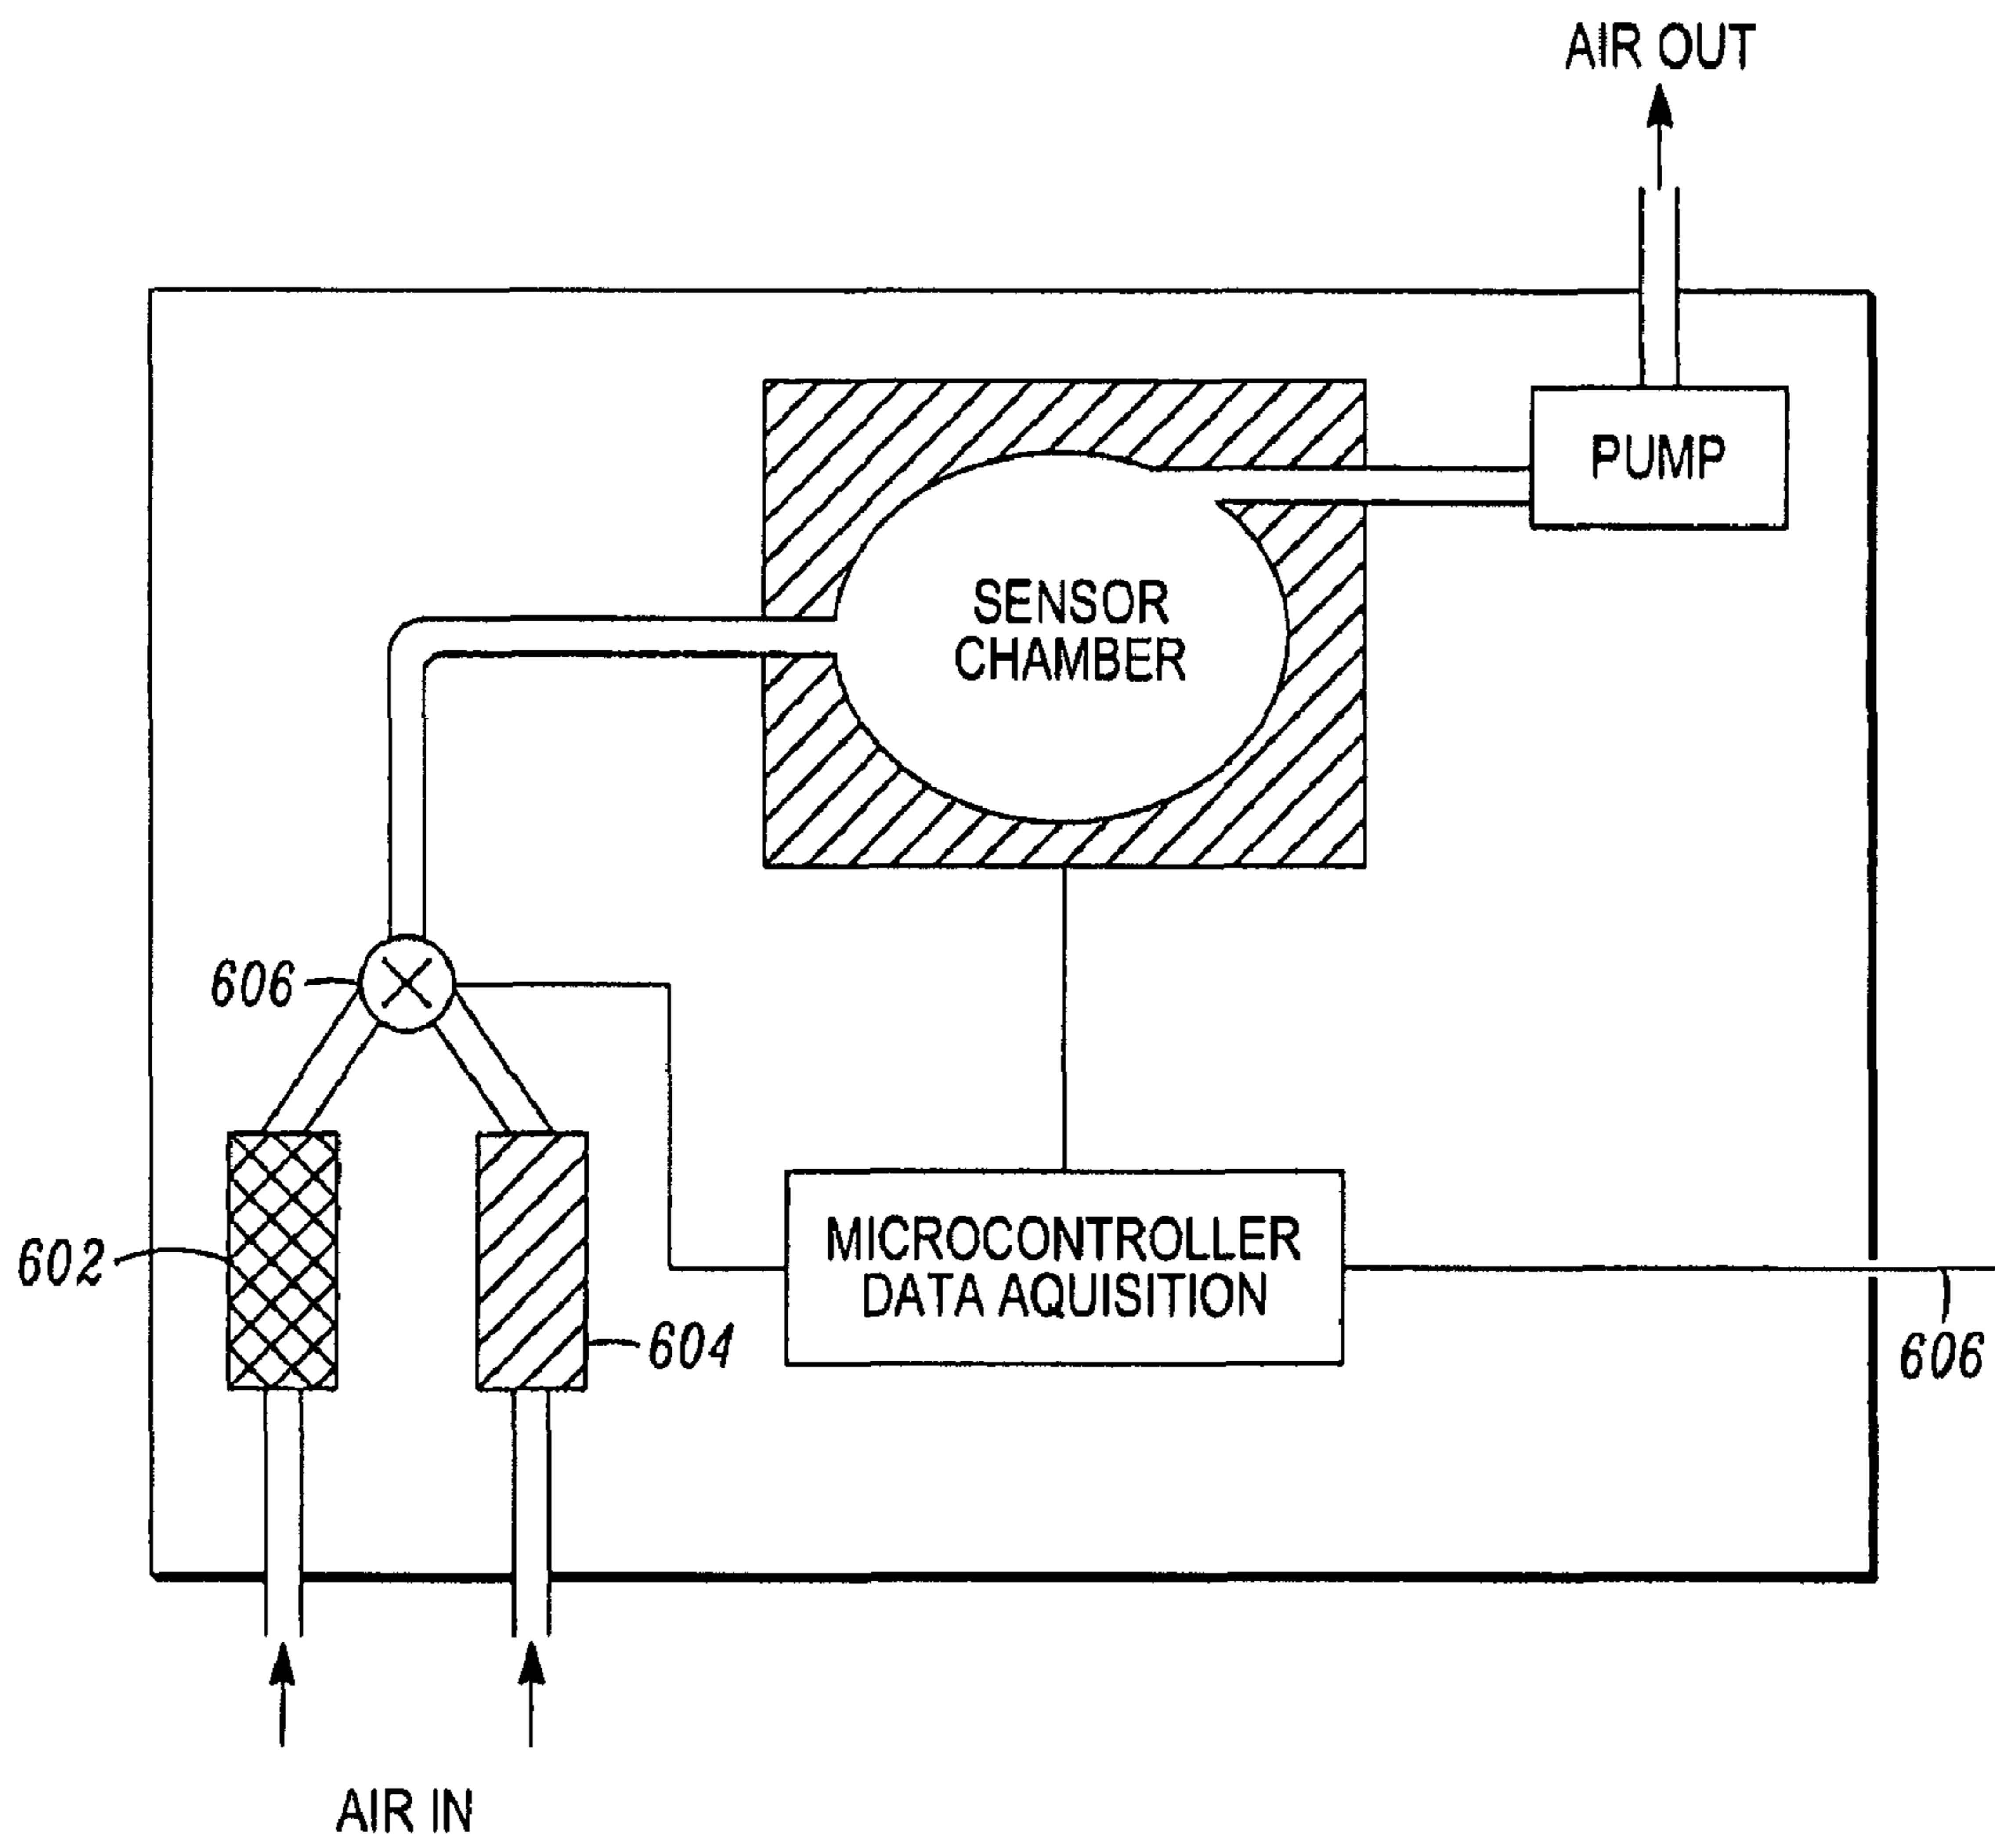 AIR OUT
PUMP
SENSOR
CHAMBER
606
602
MICROCONTROLLER
DATA AQUISITION
604
606
AIR IN